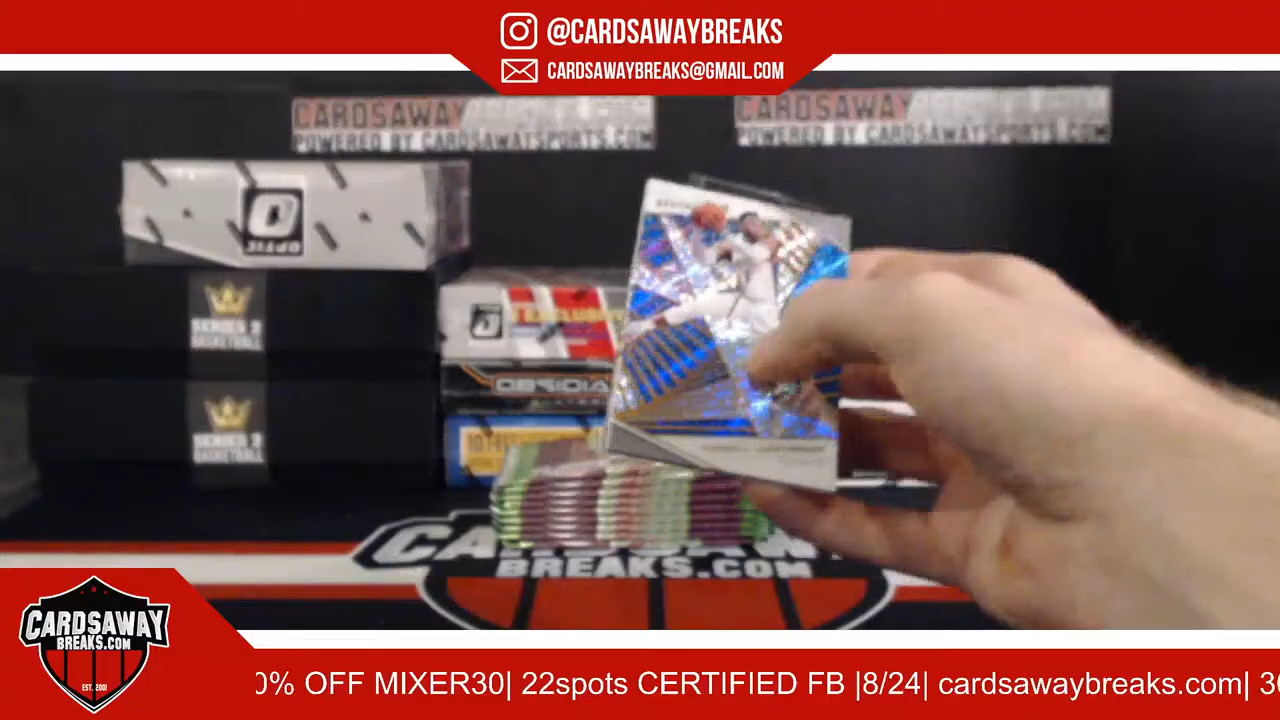 @CARDSAWAYBREAKS
CARDSAWAYBREAKS@GMAIL.COM
CARDSAWAY
POWERED BY CARDSAWAYSPORTS.COM
CARDSAWAY
POWERED BY CARDSAWAYSPORTS.COM
OPTIC
SERIES 2
BASKETBALL
SERIES 2
BASKETBALL
BREAKS.COM
CARDSAWAY
BREAKS.COM
EST. 2001
0% OFF MIXER30| 22spots CERTIFIED FB |8/24| cardsawaybreaks.com| 3